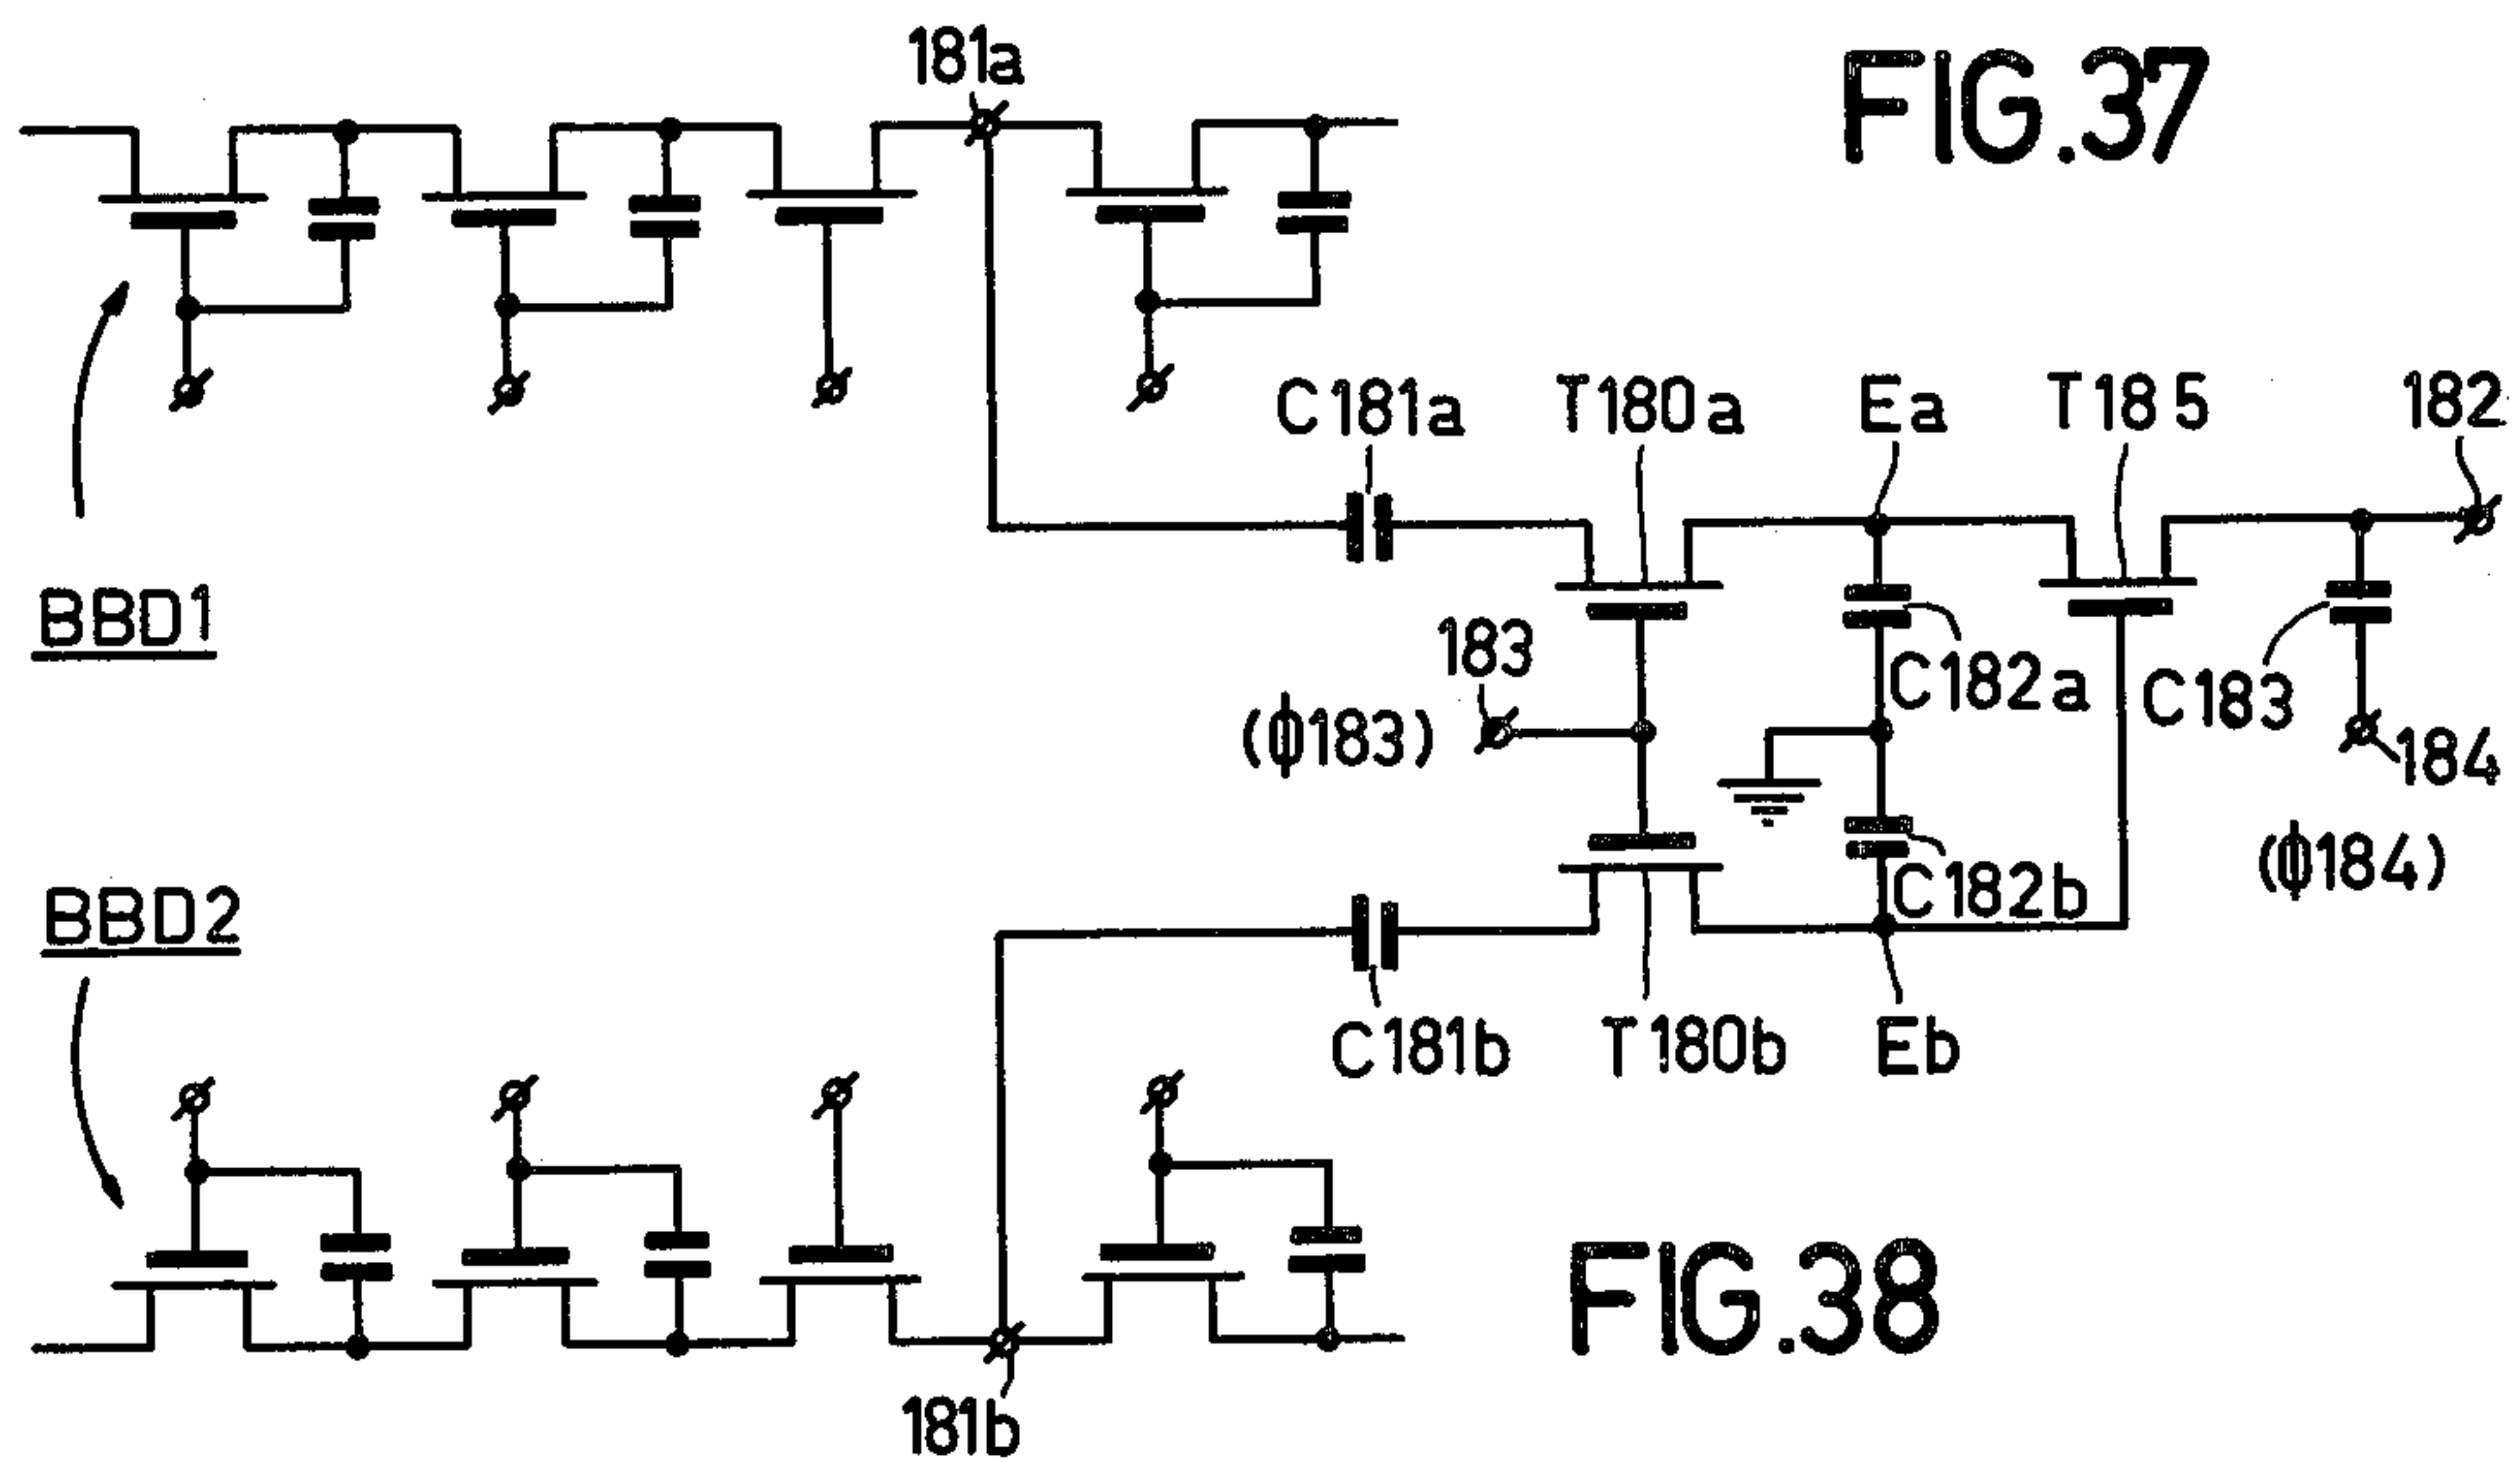 181a
FIG.37
C181a
T180a
Ea
T185
182
BBD1
183
(ϕ183)
C182a
C183
184
(ϕ184)
C182b
BBD2
C181b
T180b
Eb
FIG.38
181b